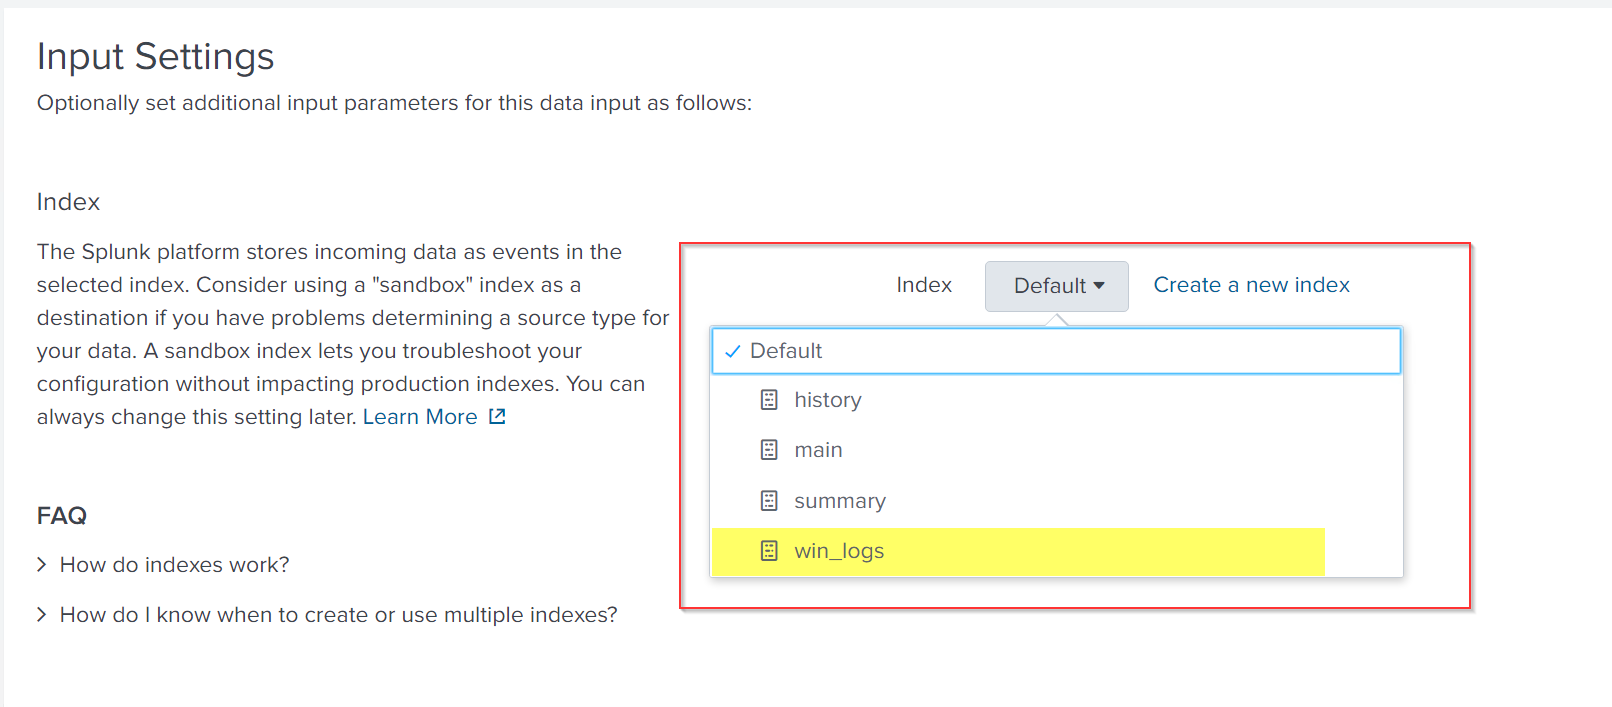 Input Settings
Optionally set additional input parameters for this data input as follows:
Index
The Splunk platform stores incoming data as events in the
selected index. Consider using a "sandbox" index as a
destination if you have problems determining a source type for
your data. A sandbox index lets you troubleshoot your
configuration without impacting production indexes. You can
always change this setting later. Learn More
FAQ
How do indexes work?
How do I know when to create or use multiple indexes?
Index Default Create a new index
Default
history
main
summary
win_logs